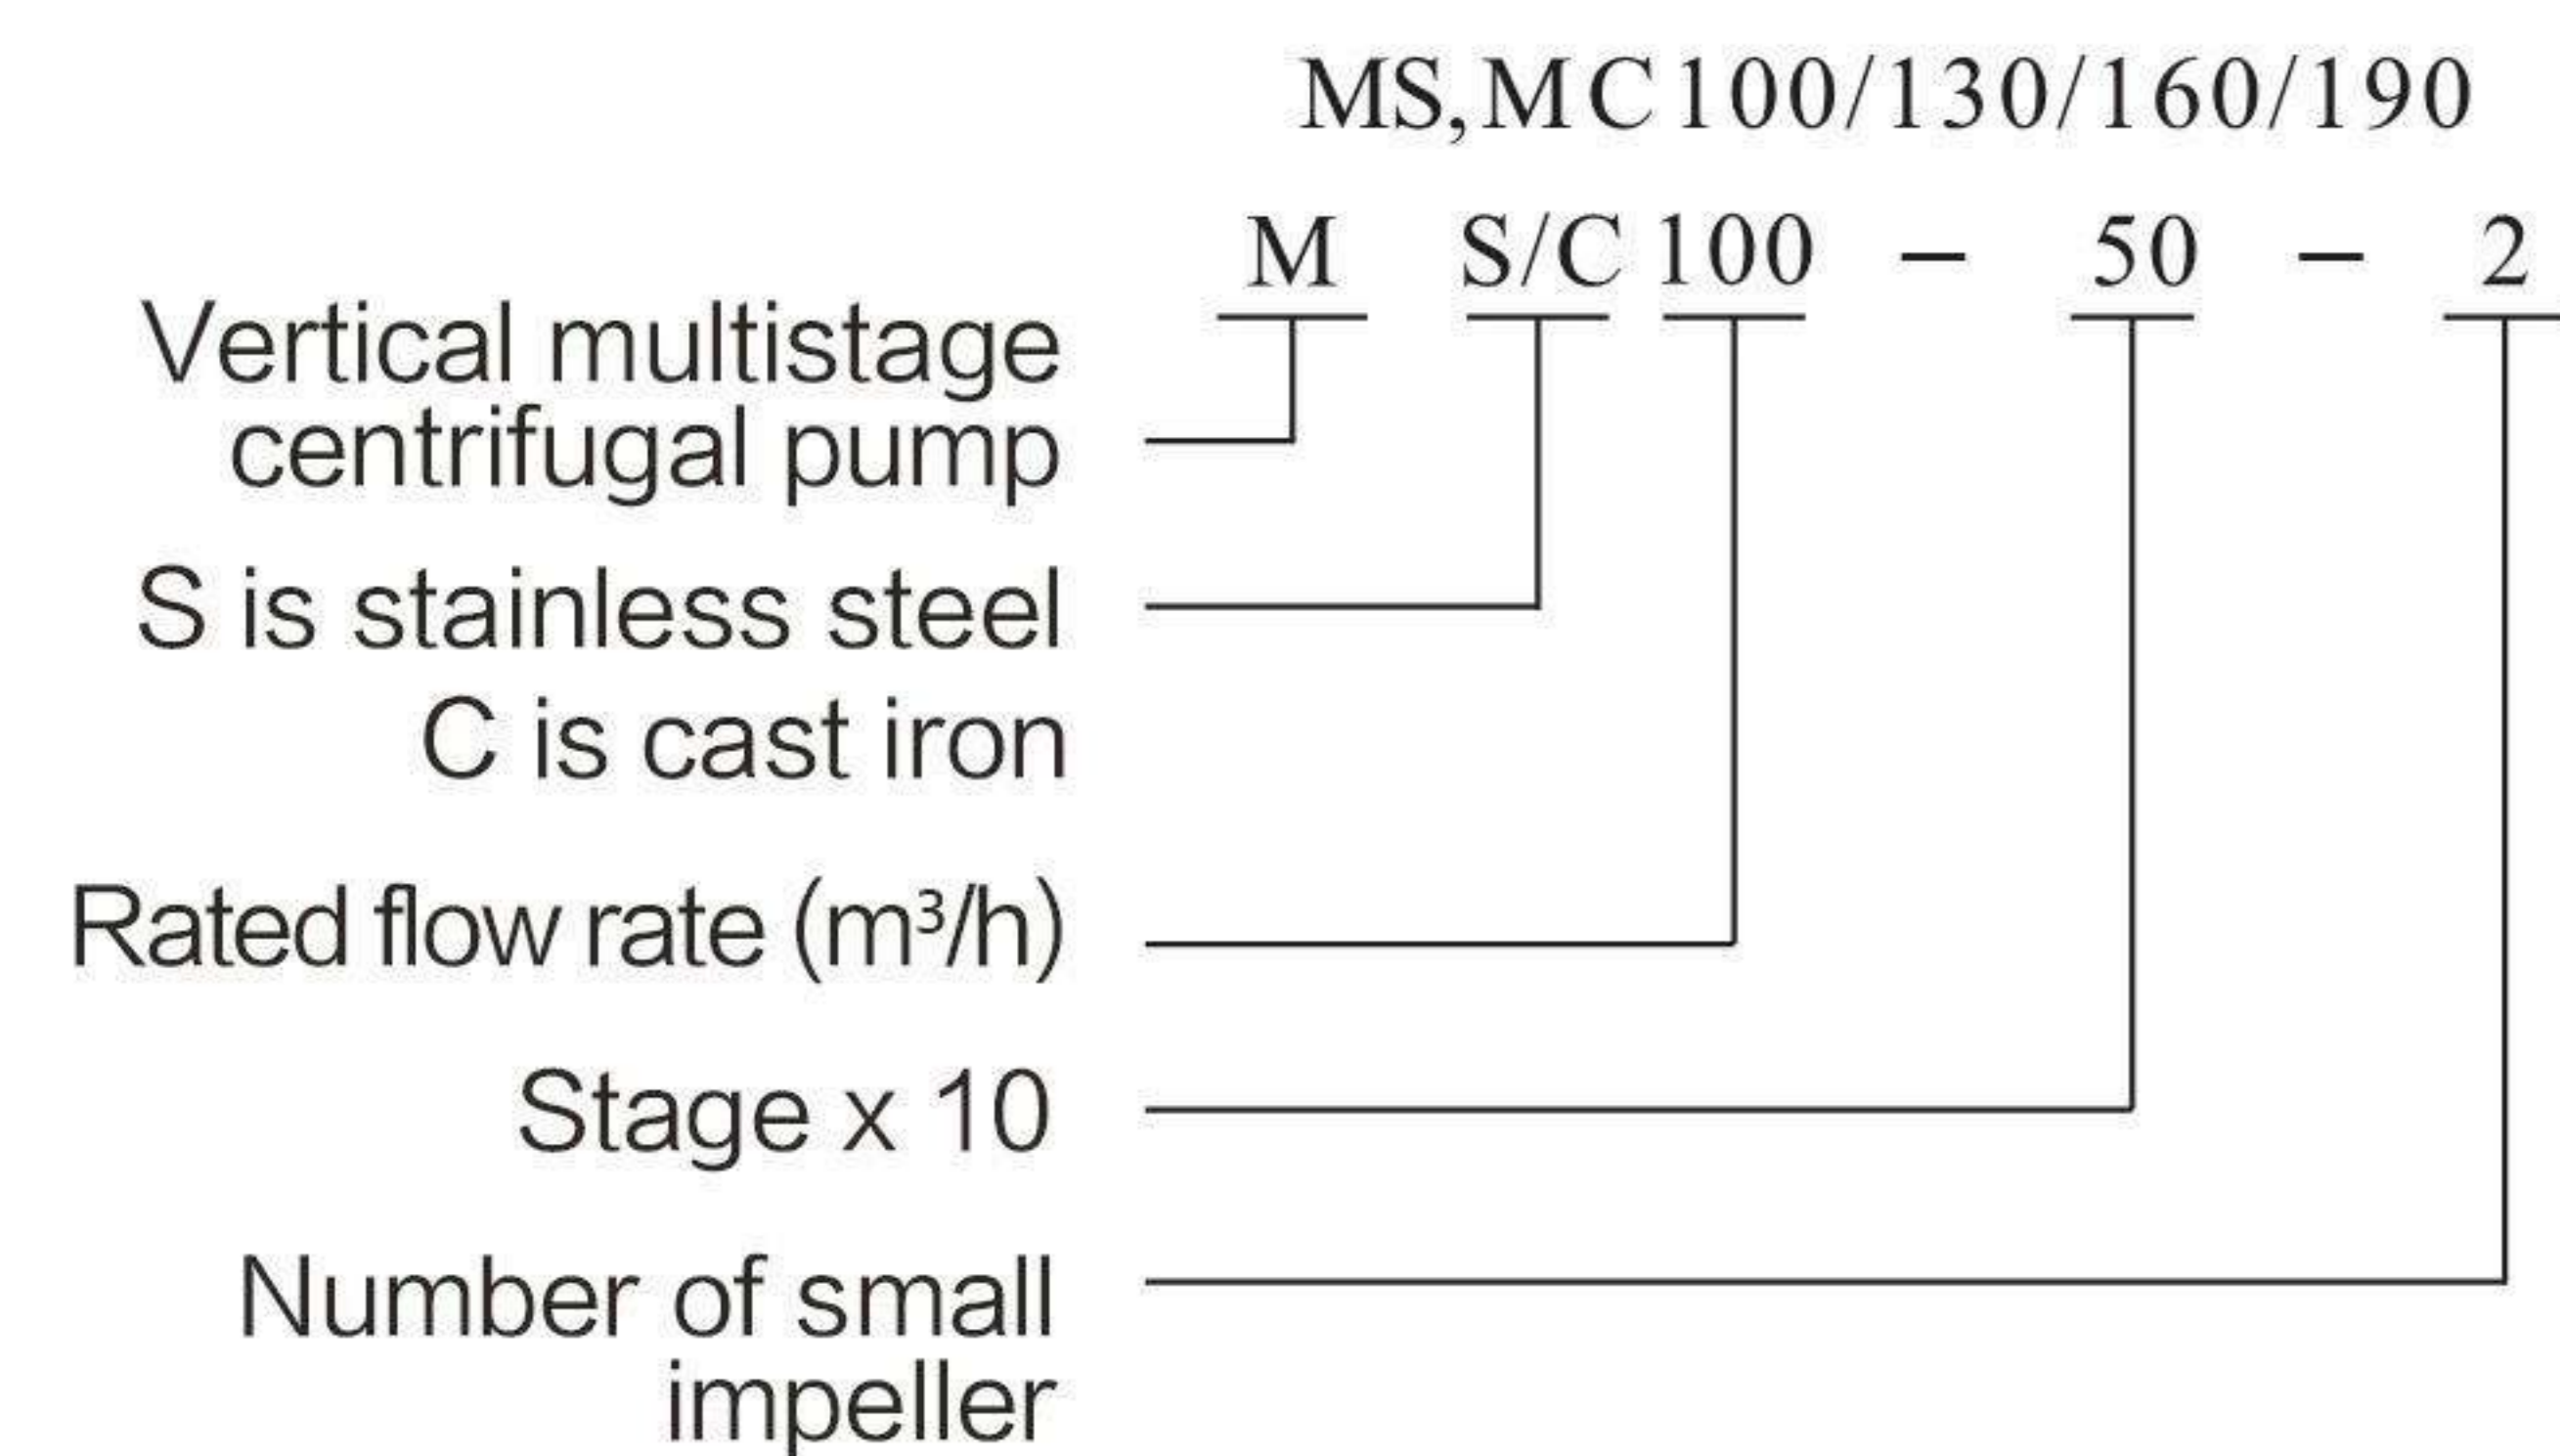 MS,MC100/130/160/190
M S/C 100 – 50 – 2
Vertical multistage
centrifugal pump
S is stainless steel
C is cast iron
Rated flow rate (m³/h)
Stage x 10
Number of small
impeller